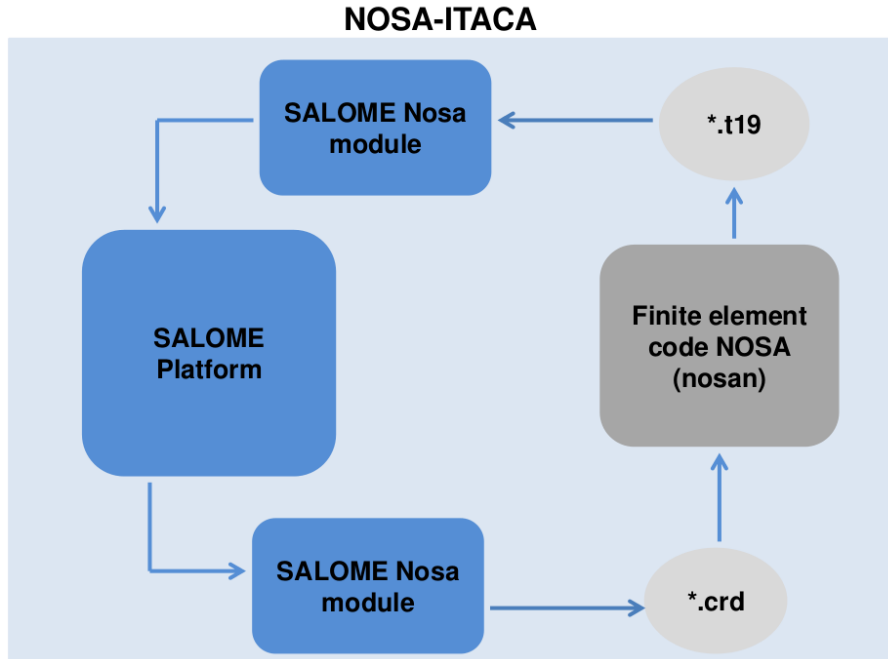 NOSA-ITACA
SALOME Nosa
module
*.t19
SALOME
Platform
Finite element
code NOSA
(nosan)
SALOME Nosa
module
*.crd